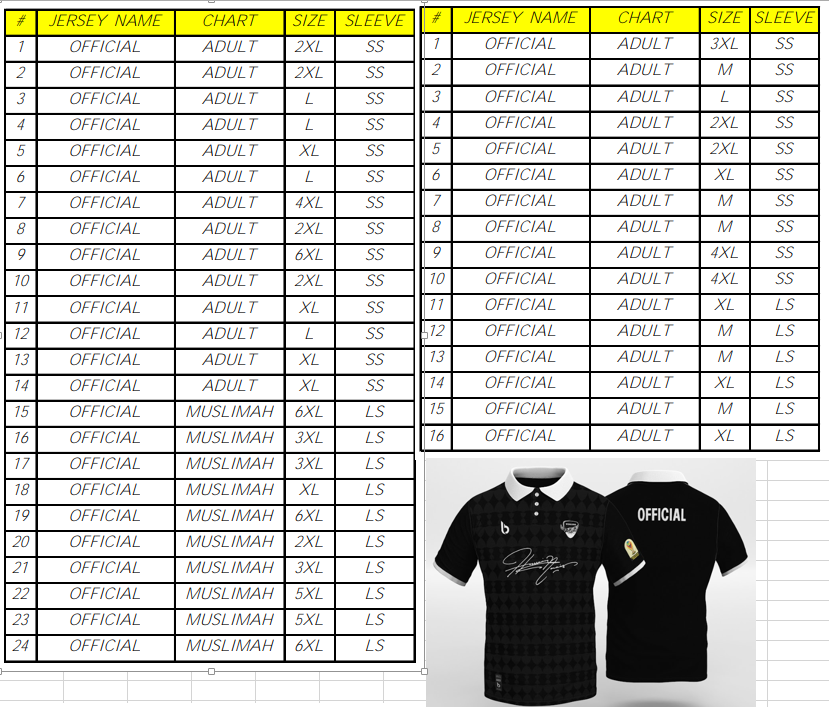 # JERSEY NAME CHART SIZE SLEEVE
1 OFFICIAL ADULT 2XL SS
2 OFFICIAL ADULT 2XL SS
3 OFFICIAL ADULT L SS
4 OFFICIAL ADULT L SS
5 OFFICIAL ADULT XL SS
6 OFFICIAL ADULT L SS
7 OFFICIAL ADULT 4XL SS
8 OFFICIAL ADULT 2XL SS
9 OFFICIAL ADULT 6XL SS
10 OFFICIAL ADULT 2XL SS
11 OFFICIAL ADULT XL SS
12 OFFICIAL ADULT L SS
13 OFFICIAL ADULT XL SS
14 OFFICIAL ADULT XL SS
15 OFFICIAL MUSLIMAH 6XL LS
16 OFFICIAL MUSLIMAH 3XL LS
17 OFFICIAL MUSLIMAH 3XL LS
18 OFFICIAL MUSLIMAH XL LS
19 OFFICIAL MUSLIMAH 6XL LS
20 OFFICIAL MUSLIMAH 2XL LS
21 OFFICIAL MUSLIMAH 3XL LS
22 OFFICIAL MUSLIMAH 5XL LS
23 OFFICIAL MUSLIMAH 5XL LS
24 OFFICIAL MUSLIMAH 6XL LS
# JERSEY NAME CHART SIZE SLEEVE
1 OFFICIAL ADULT 3XL SS
2 OFFICIAL ADULT M SS
3 OFFICIAL ADULT L SS
4 OFFICIAL ADULT 2XL SS
5 OFFICIAL ADULT 2XL SS
6 OFFICIAL ADULT XL SS
7 OFFICIAL ADULT M SS
8 OFFICIAL ADULT M SS
9 OFFICIAL ADULT 4XL SS
10 OFFICIAL ADULT 4XL SS
11 OFFICIAL ADULT XL LS
12 OFFICIAL ADULT M LS
13 OFFICIAL ADULT M LS
14 OFFICIAL ADULT XL LS
15 OFFICIAL ADULT M LS
16 OFFICIAL ADULT XL LS
OFFICIAL